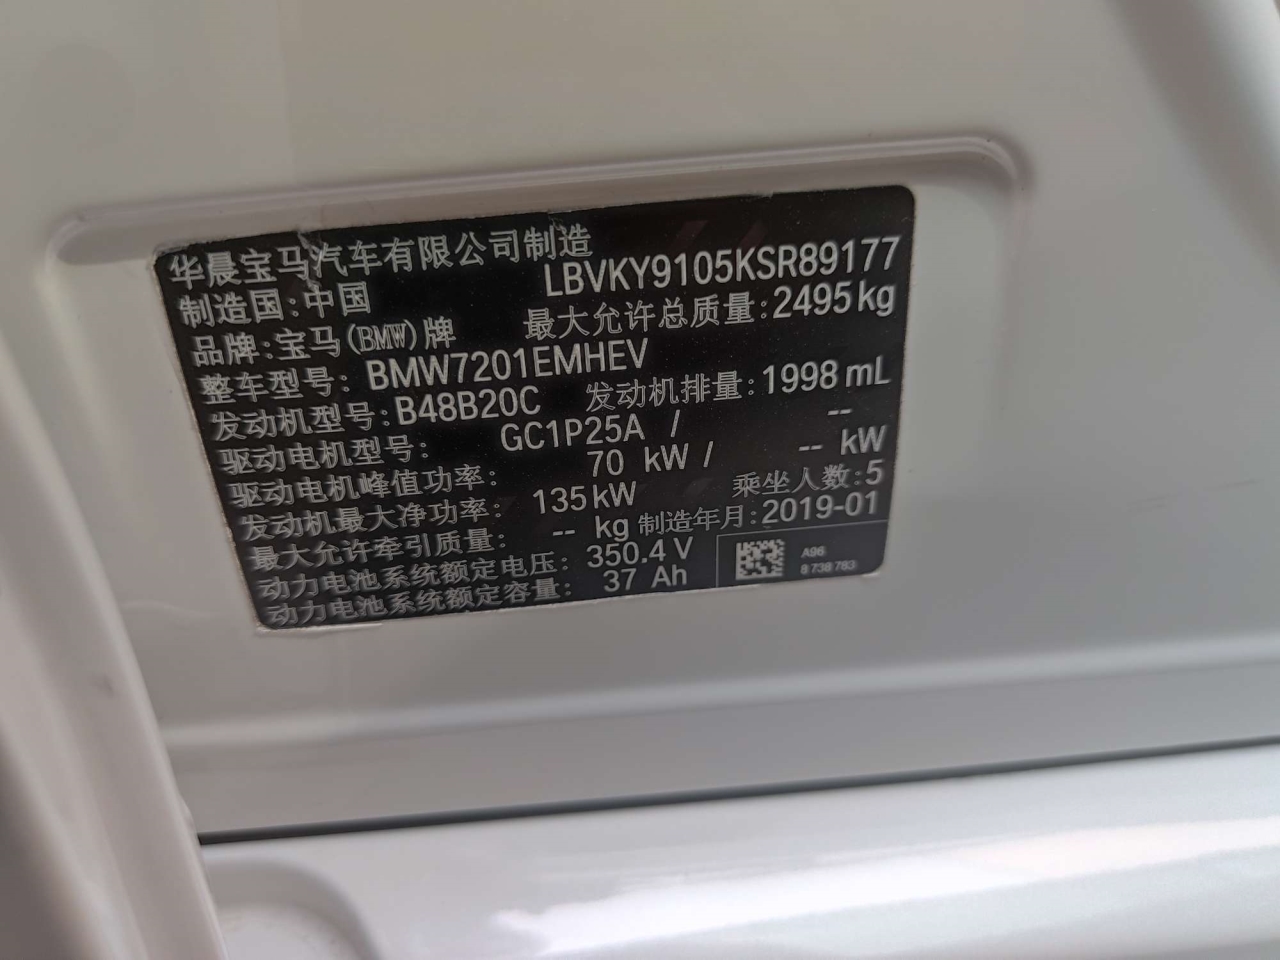 华晨宝马汽车有限公司制造
制造国:中国 LBVKY9105KSR89177
品牌:宝马(BMW)牌 最大允许总质量:2495kg
整车型号: BMW7201EMHEV
发动机型号: B48B20C 发动机排量:1998mL
驱动电机型号: GC1P25A / --
驱动电机峰值功率: 70 kW / -- kW
发动机最大净功率: 135kW 乘坐人数:5
最大允许牵引质量: -- kg 制造年月:2019-01
动力电池系统额定电压: 350.4 V
动力电池系统额定容量: 37 Ah
A96
8 738 783